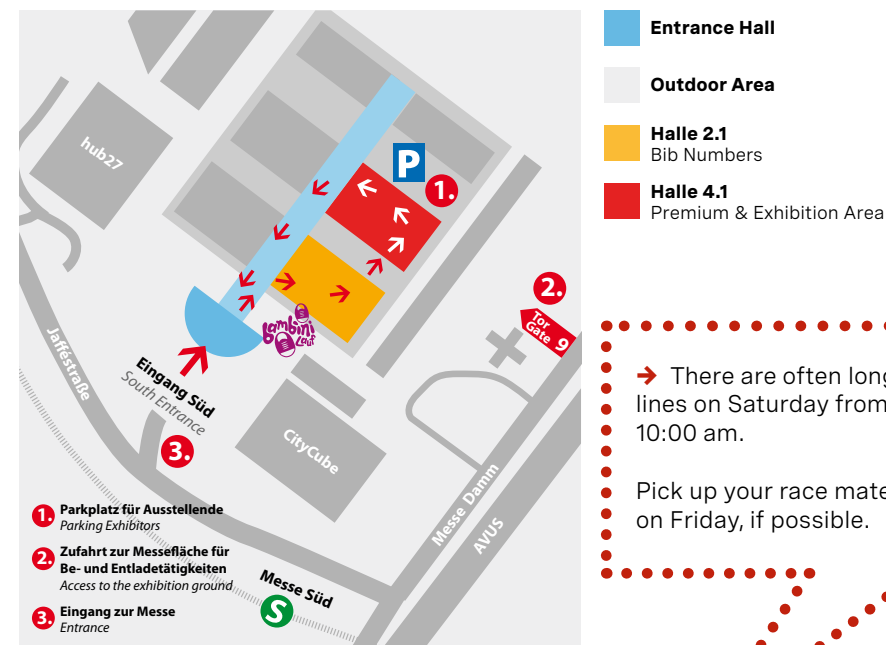 Entrance Hall
Outdoor Area
Halle 2.1
Bib Numbers
Halle 4.1
Premium & Exhibition Area
hub27
P
1.
2.
Tor
Gate 9
bambini
Lauf
Jafféstraße
Eingang Süd
South Entrance
3.
CityCube
Messe Damm
AVUS
Messe Süd
S
1. Parkplatz für Ausstellende
Parking Exhibitors
2. Zufahrt zur Messefläche für
Be- und Entladetätigkeiten
Access to the exhibition ground
3. Eingang zur Messe
Entrance
→ There are often long
lines on Saturday from
10:00 am.
Pick up your race mate
on Friday, if possible.